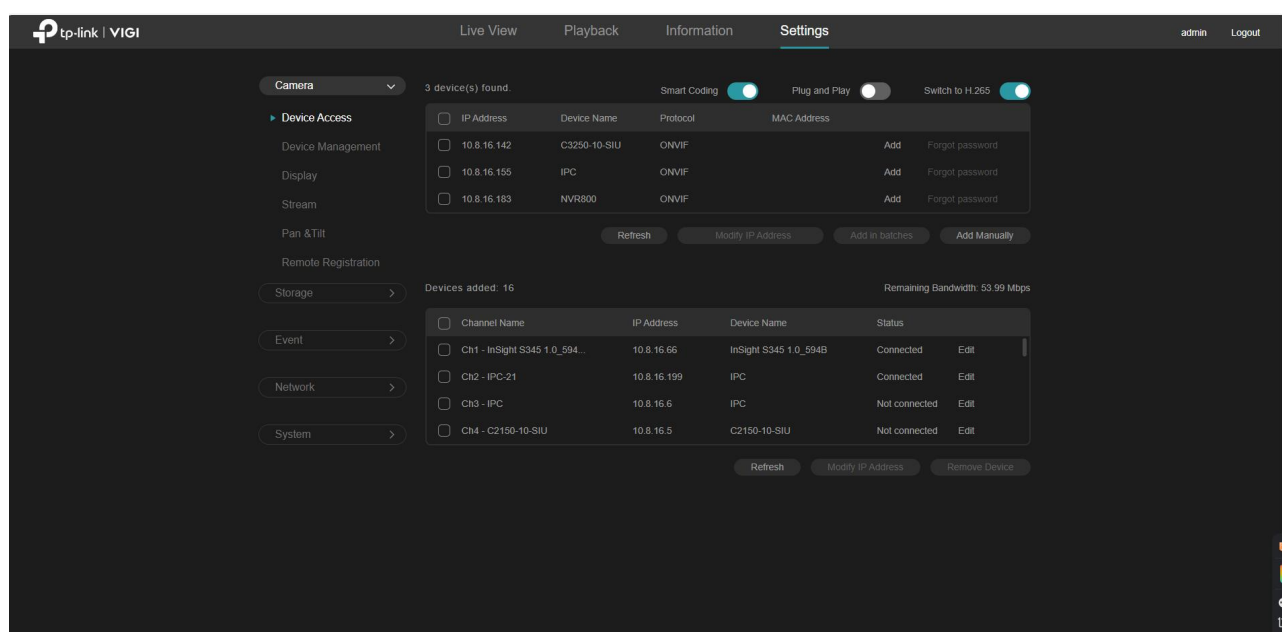 tp-link | VIGI
Live View Playback Information Settings
admin Logout
Camera
Device Access
Device Management
Display
Stream
Pan &Tilt
Remote Registration
Storage
Event
Network
System
3 device(s) found.
Smart Coding Plug and Play Switch to H.265
IP Address Device Name Protocol MAC Address
10.8.16.142 C3250-10-SIU ONVIF Add Forgot password
10.8.16.155 IPC ONVIF Add Forgot password
10.8.16.183 NVR800 ONVIF Add Forgot password
Refresh Modify IP Address Add in batches Add Manually
Devices added: 16 Remaining Bandwidth: 53.99 Mbps
Channel Name IP Address Device Name Status
Ch1 - InSight S345 1.0_594... 10.8.16.66 InSight S345 1.0_594B Connected Edit
Ch2 - IPC-21 10.8.16.199 IPC Connected Edit
Ch3 - IPC 10.8.16.6 IPC Not connected Edit
Ch4 - C2150-10-SIU 10.8.16.5 C2150-10-SIU Not connected Edit
Refresh Modify IP Address Remove Device